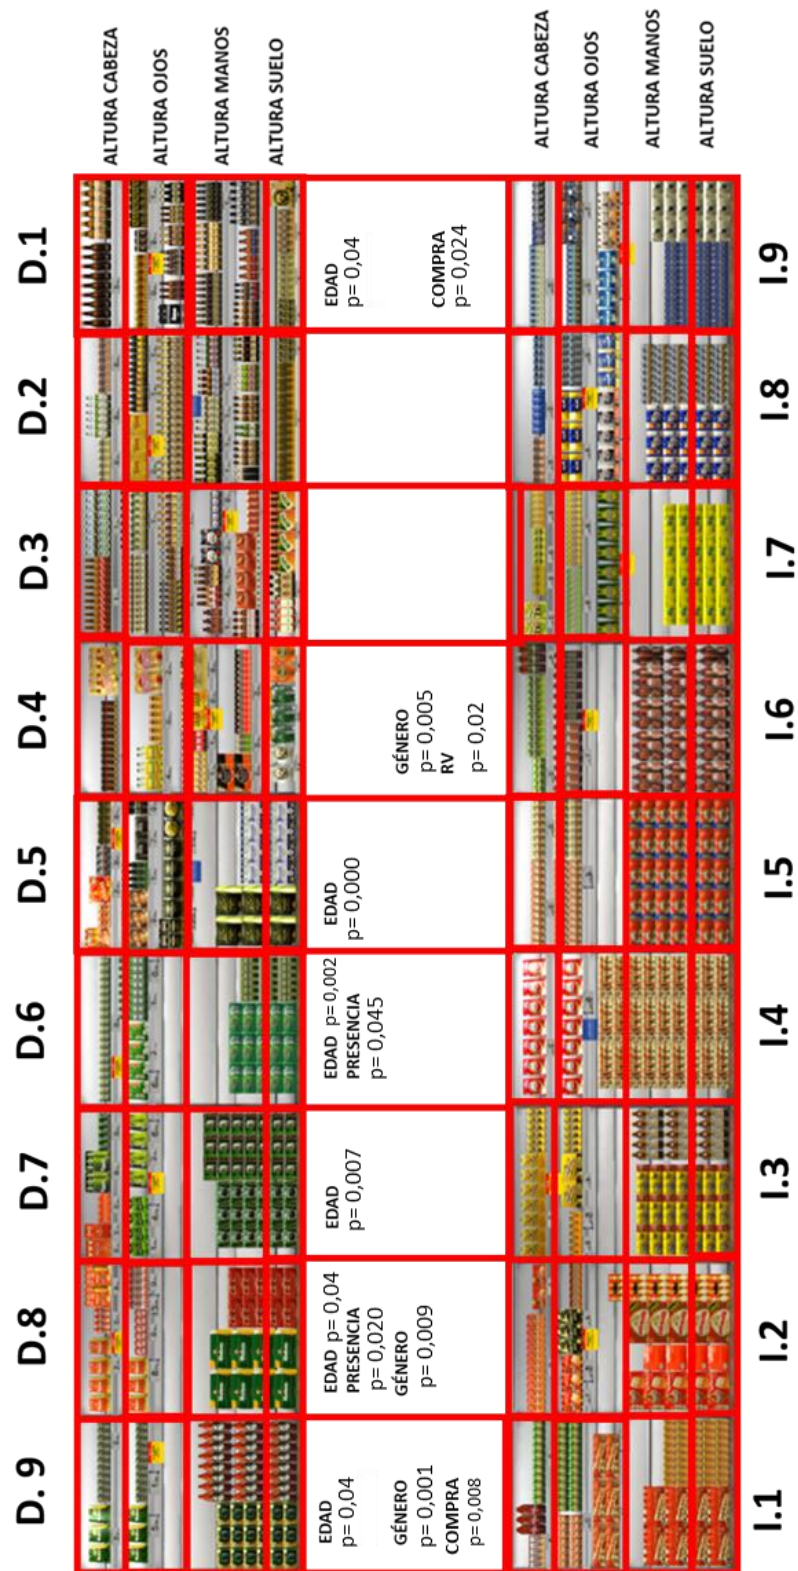 D. 9
D.8
D.7
D.6
D.5
D.4
D.3
D.2
D.1
ALTURA CABEZA
ALTURA OJOS
ALTURA MANOS
ALTURA SUELO
EDAD
p= 0,04
GÉNERO
p= 0,001
COMPRA
p= 0,008
EDAD p= 0,04
PRESENCIA
p= 0,020
GÉNERO
p= 0,009
EDAD
p= 0,007
EDAD p= 0,002
PRESENCIA
p= 0,045
EDAD
p= 0,000
GÉNERO
p= 0,005
RV
p= 0,02
EDAD
p= 0,04
COMPRA
p= 0,024
ALTURA CABEZA
ALTURA OJOS
ALTURA MANOS
ALTURA SUELO
I.1
I.2
I.3
I.4
I.5
I.6
I.7
I.8
I.9